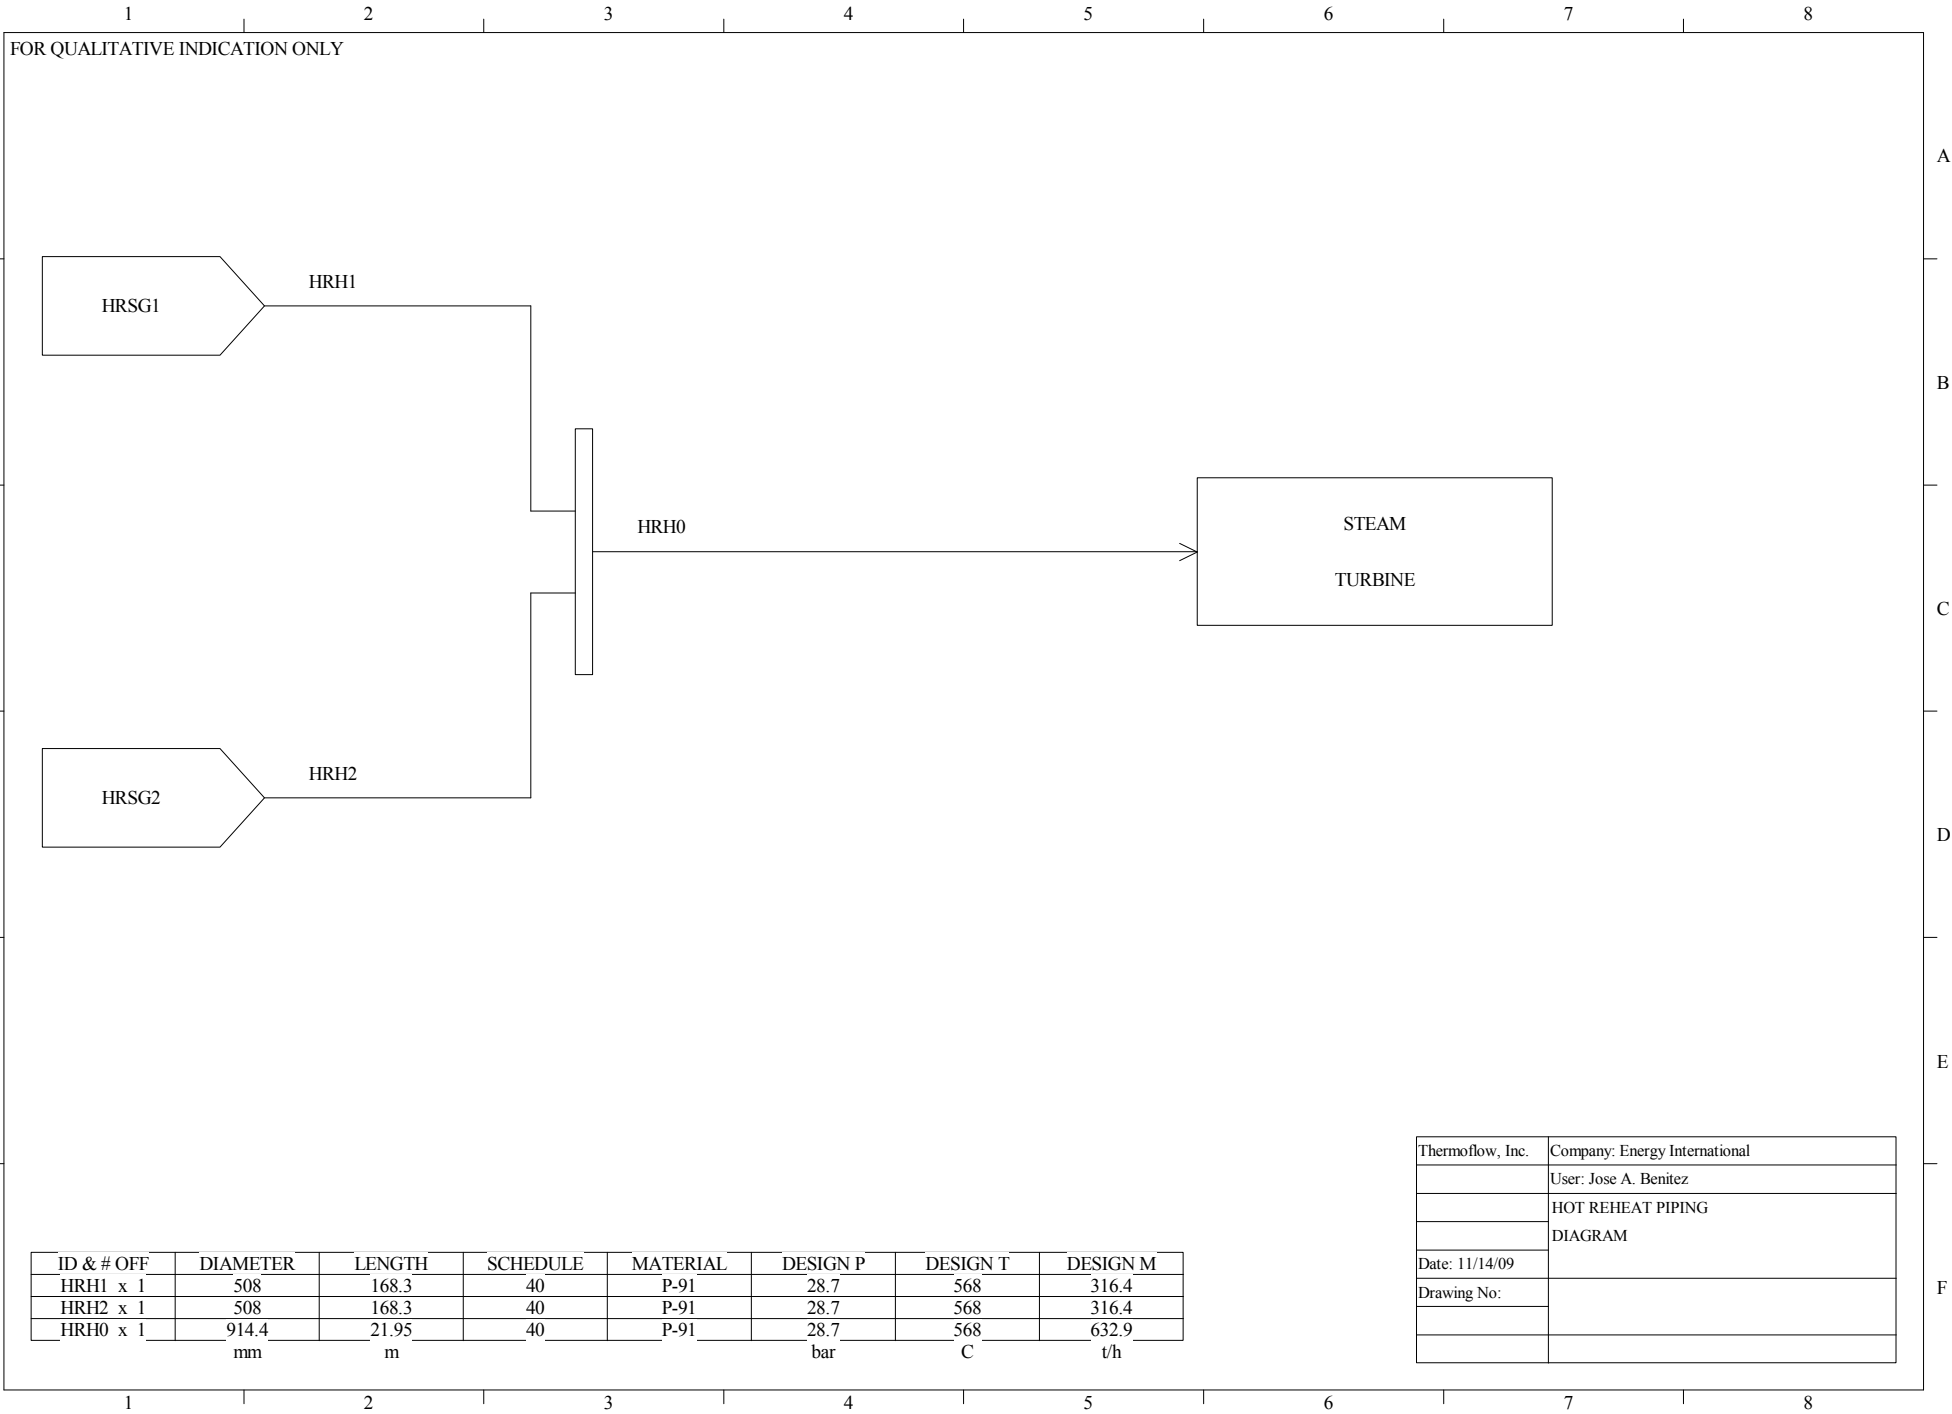 1 2 3 4 5 6 7 8
FOR QUALITATIVE INDICATION ONLY
A
HRH1
HRSG1
B
HRH0
STEAM
TURBINE
C
HRH2
HRSG2
D
E
Thermoflow, Inc. Company: Energy International
User: Jose A. Benitez
HOT REHEAT PIPING
DIAGRAM
Date: 11/14/09
Drawing No:
F
ID & # OFF DIAMETER LENGTH SCHEDULE MATERIAL DESIGN P DESIGN T DESIGN M
HRH1 x 1 508 168.3 40 P-91 28.7 568 316.4
HRH2 x 1 508 168.3 40 P-91 28.7 568 316.4
HRH0 x 1 914.4 21.95 40 P-91 28.7 568 632.9
mm m bar C t/h
1 2 3 4 5 6 7 8